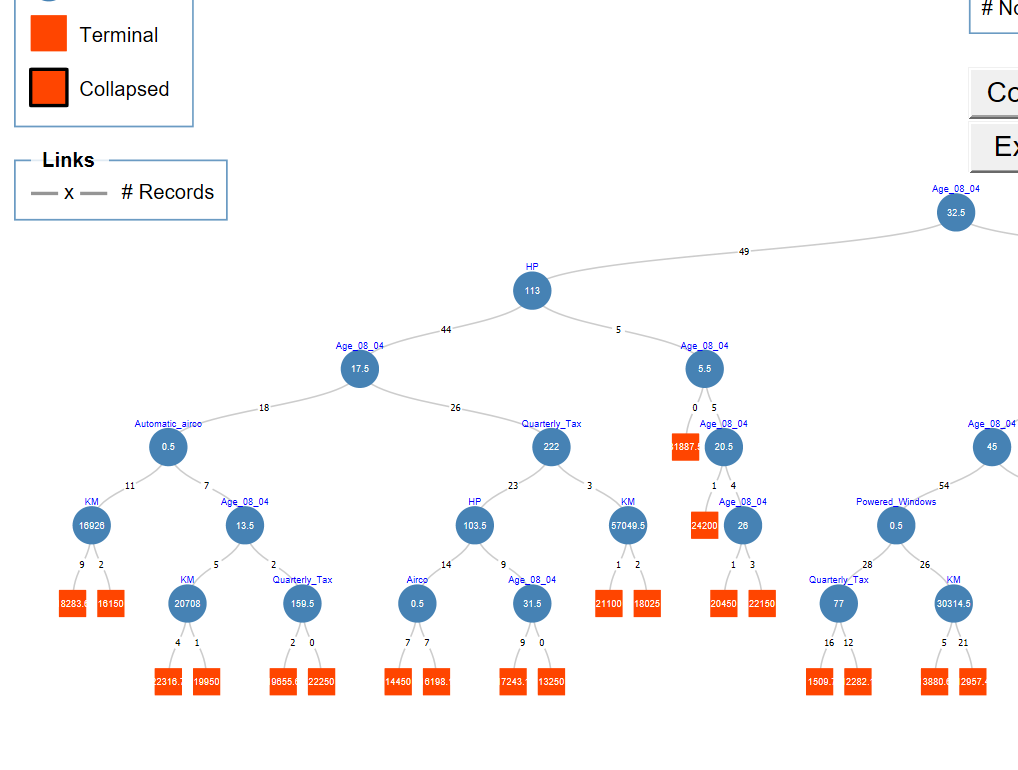 # No
Terminal
Collapsed
Co
Ex
Links
x # Records
Age_08_04
32.5
49
HP
113
44 5
Age_08_04 Age_08_04
17.5 5.5
18 26 0 5
Automatic_airco Quarterly_Tax Age_08_04 Age_08_04
0.5 222 20.5 45
11 7 23 3 1 4 54
KM Age_08_04 HP KM 24200 Age_08_04 Powered_Windows
16926 13.5 103.5 57049.5 26 0.5
9 2 5 2 14 9 1 2 1 3 28 26
KM Quarterly_Tax Airco Age_08_04 Quarterly_Tax KM
16150 20708 159.5 0.5 31.5 21100 18025 20450 22150 77 30314.5
4 1 2 0 7 7 9 0 16 12 5 21
19950 22250 14450 13250